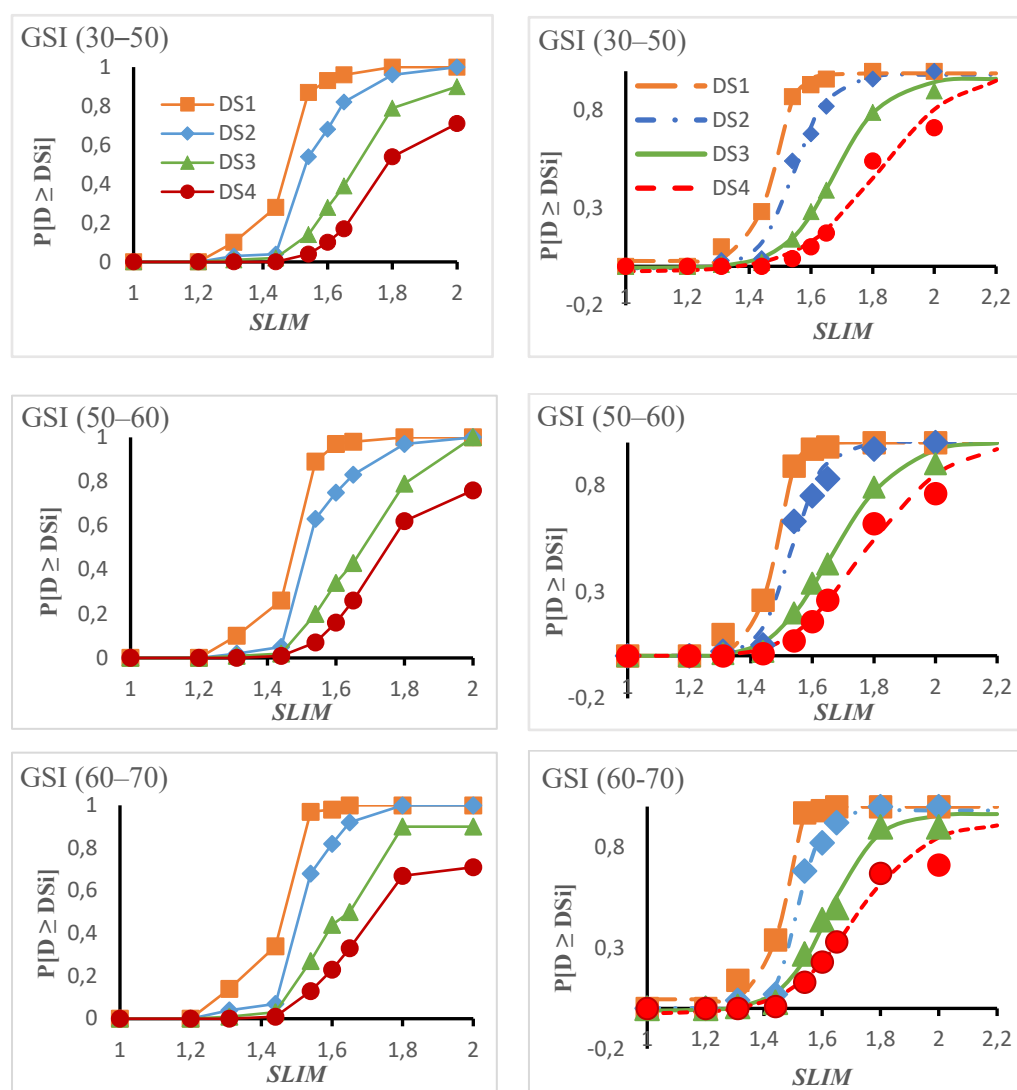 GSI (30–50)
1
0,8
0,6
0,4
0,2
0
P[D ≥ DSi]
DS1
DS2
DS3
DS4
1 1,2 1,4 1,6 1,8 2
SLIM
GSI (30–50)
0,8
0,3
-0,2
P[D ≥ DSi]
DS1
DS2
DS3
DS4
1 1,2 1,4 1,6 1,8 2 2,2
SLIM
GSI (50–60)
1
0,8
0,6
0,4
0,2
0
P[D ≥ DSi]
1 1,2 1,4 1,6 1,8 2
SLIM
GSI (50–60)
0,8
0,3
-0,2
P[D ≥ DSi]
1 1,2 1,4 1,6 1,8 2 2,2
SLIM
GSI (60–70)
1
0,8
0,6
0,4
0,2
0
P[D ≥ DSi]
1 1,2 1,4 1,6 1,8 2
SLIM
GSI (60-70)
0,8
0,3
-0,2
P[D ≥ DSi]
1 1,2 1,4 1,6 1,8 2 2,2
SLIM